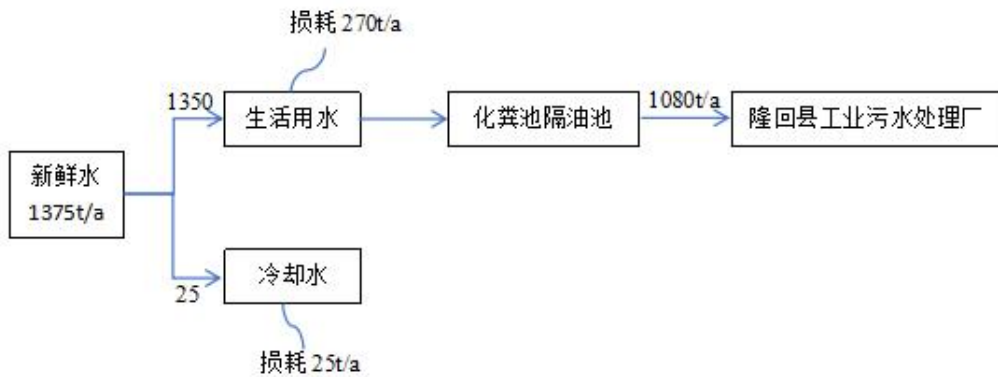 损耗 270t/a
1350
生活用水
化粪池隔油池
1080t/a
隆回县工业污水处理厂
新鲜水
1375t/a
25
冷却水
损耗 25t/a